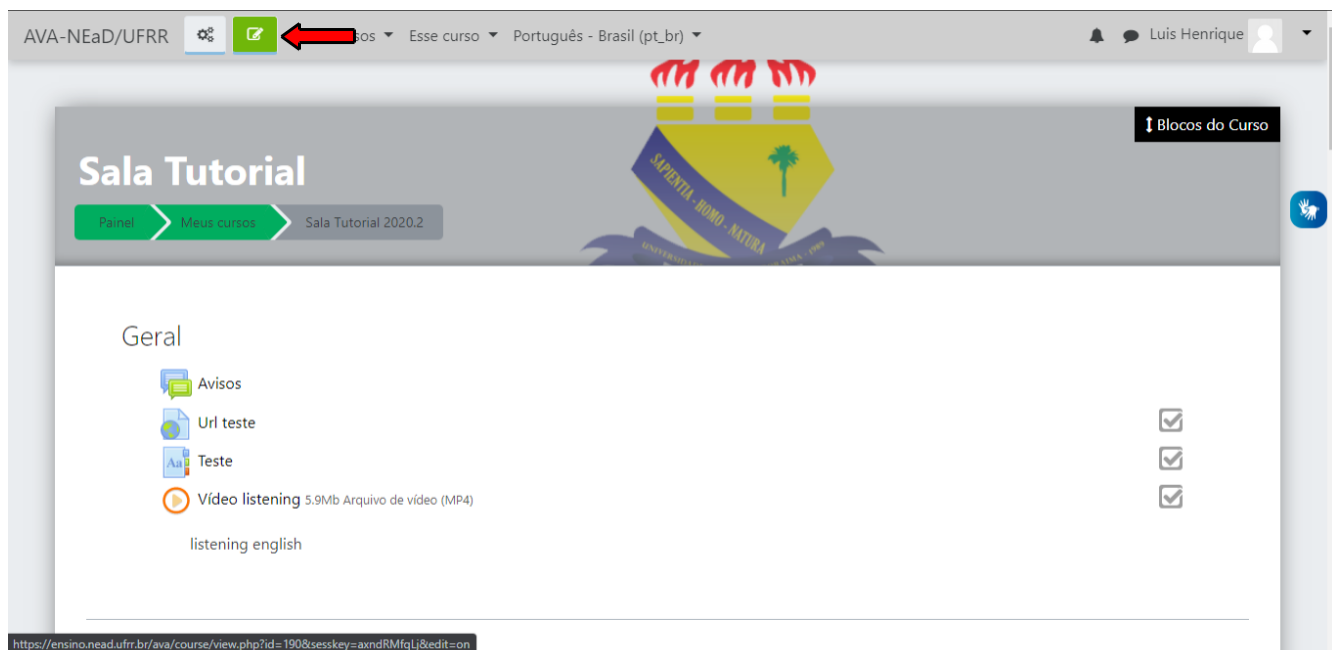 AVA-NEaD/UFRR sos Esse curso Português - Brasil (pt_br) Luis Henrique
Blocos do Curso
SAPIENTIA - HOMO - NATURA
Sala Tutorial
Painel Meus cursos Sala Tutorial 2020.2
Geral
Avisos
Url teste
Aa Teste
Vídeo listening 5.9Mb Arquivo de vídeo (MP4)
listening english
https://ensino.nead.ufrr.br/ava/course/view.php?id=190&sesskey=axndRMfqLj&edit=on